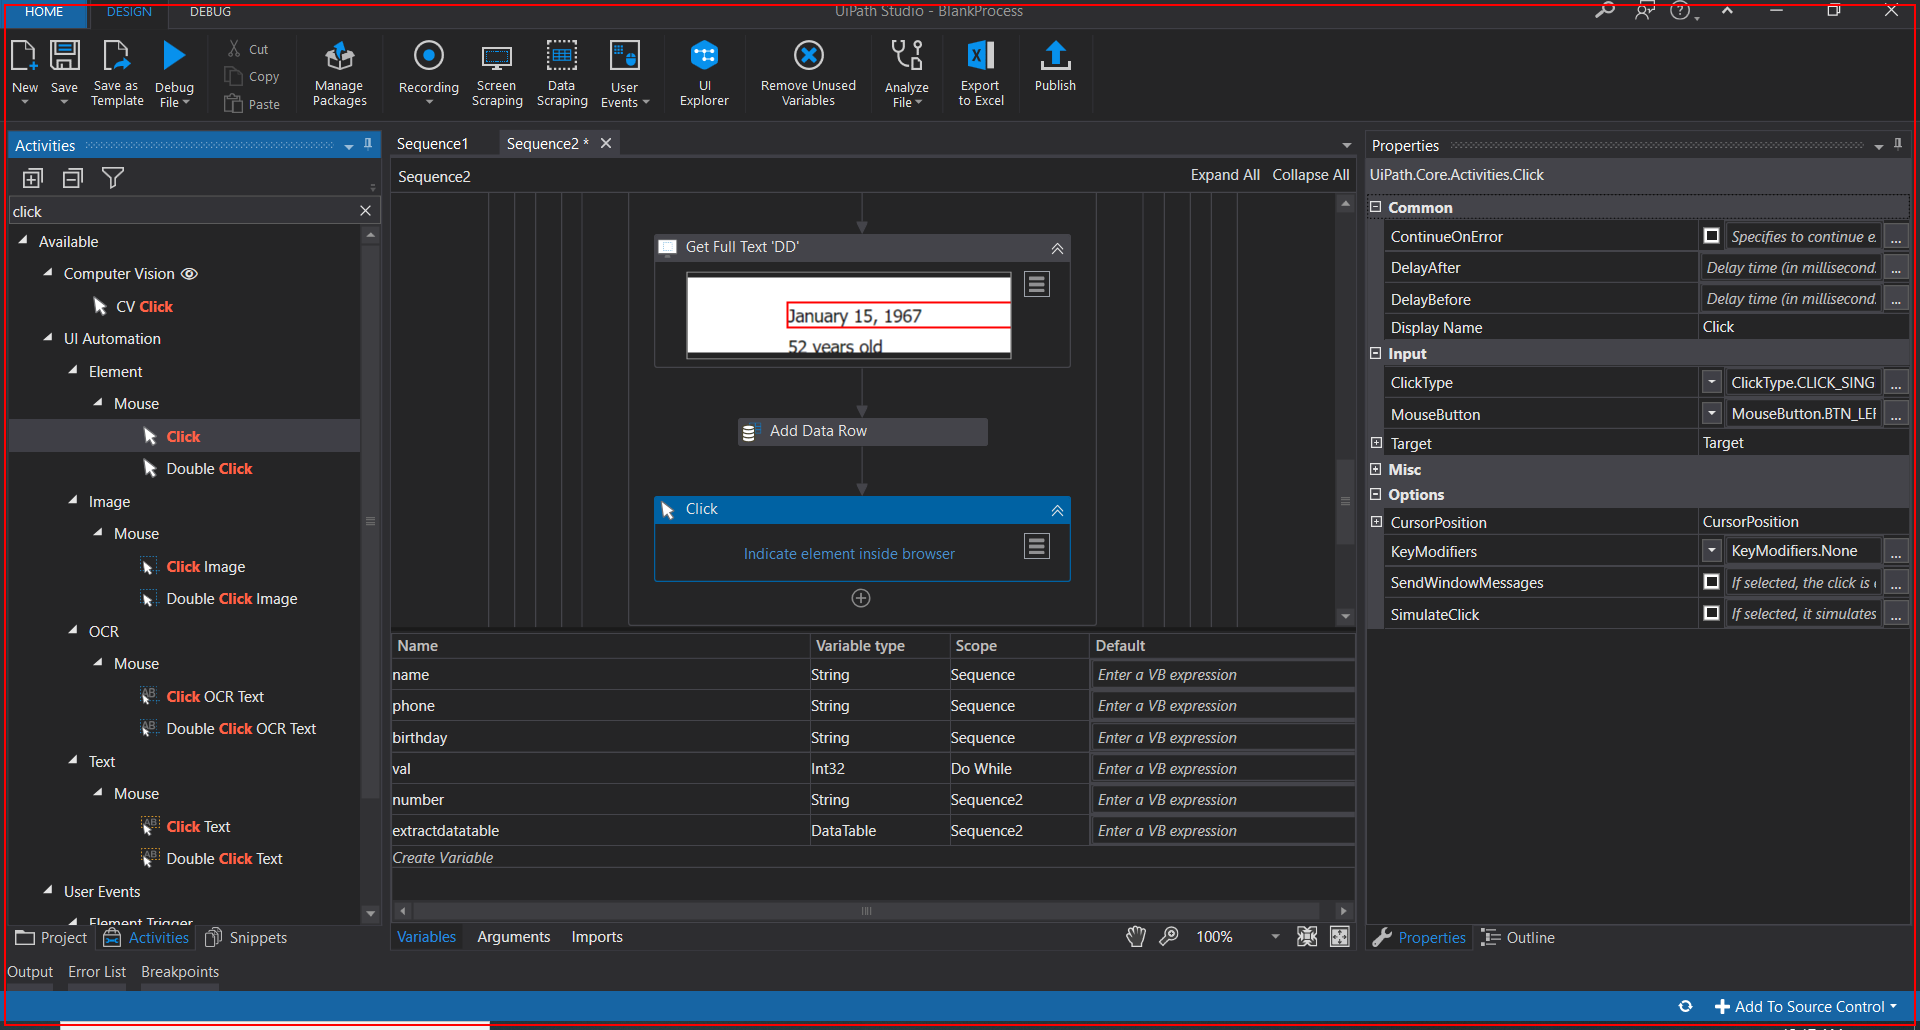 HOME DESIGN DEBUG UiPath Studio - BlankProcess
New Save Save as Template Debug File Cut Copy Paste Manage Packages Recording Screen Scraping Data Scraping User Events UI Explorer Remove Unused Variables Analyze File Export to Excel Publish
Activities
click
Available
Computer Vision
CV Click
UI Automation
Element
Mouse
Click
Double Click
Image
Mouse
Click Image
Double Click Image
OCR
Mouse
Click OCR Text
Double Click OCR Text
Text
Mouse
Click Text
Double Click Text
User Events
Element Trigger
Project Activities Snippets
Sequence1 Sequence2 *
Sequence2 Expand All Collapse All
Get Full Text 'DD'
January 15, 1967
52 years old
Add Data Row
Click
Indicate element inside browser
Name Variable type Scope Default
name String Sequence Enter a VB expression
phone String Sequence Enter a VB expression
birthday String Sequence Enter a VB expression
val Int32 Do While Enter a VB expression
number String Sequence2 Enter a VB expression
extractdatatable DataTable Sequence2 Enter a VB expression
Create Variable
Variables Arguments Imports 100%
Properties
UiPath.Core.Activities.Click
Common
ContinueOnError Specifies to continue e. ...
DelayAfter Delay time (in millisecond. ...
DelayBefore Delay time (in millisecond. ...
Display Name Click
Input
ClickType ClickType.CLICK_SING ...
MouseButton MouseButton.BTN_LEF ...
Target Target
Misc
Options
CursorPosition CursorPosition
KeyModifiers KeyModifiers.None ...
SendWindowMessages If selected, the click is ...
SimulateClick If selected, it simulates ...
Properties Outline
Output Error List Breakpoints
Add To Source Control